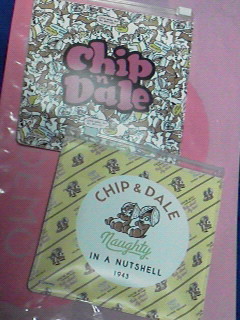 Chip
n
Dale
CHIP & DALE
Naughty
IN A NUTSHELL
1943